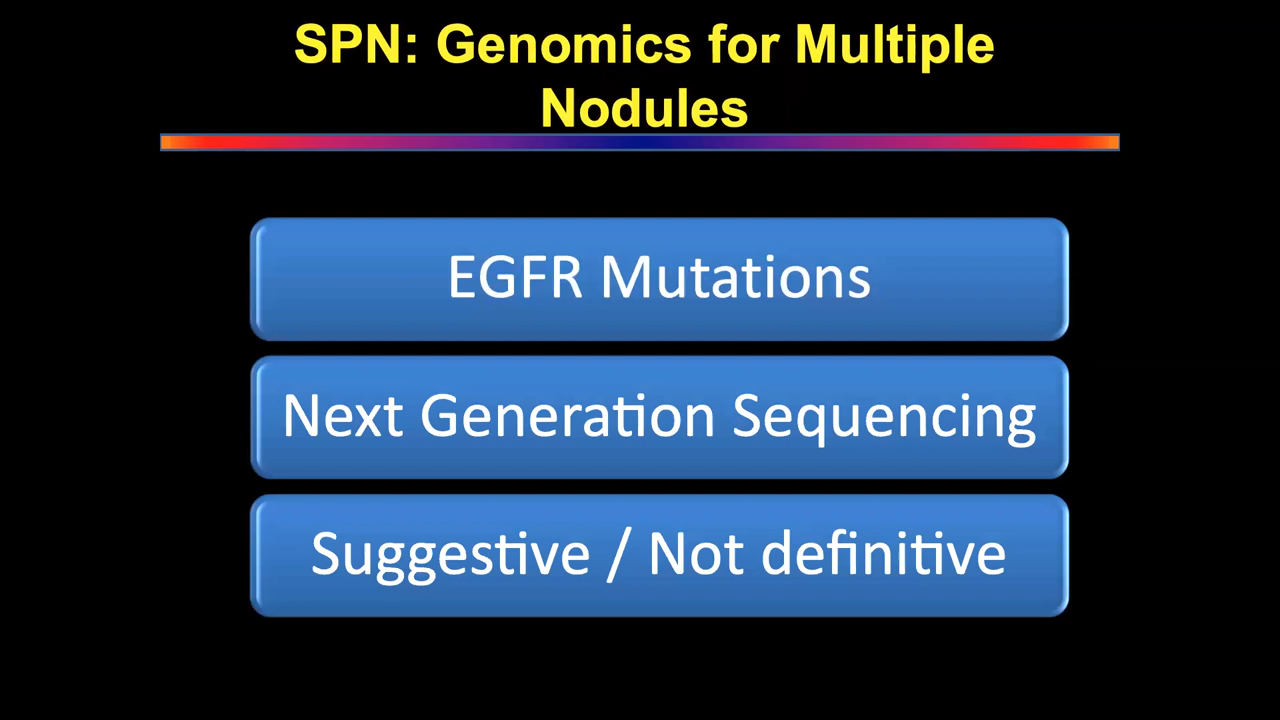 SPN: Genomics for Multiple
Nodules
EGFR Mutations
Next Generation Sequencing
Suggestive / Not definitive